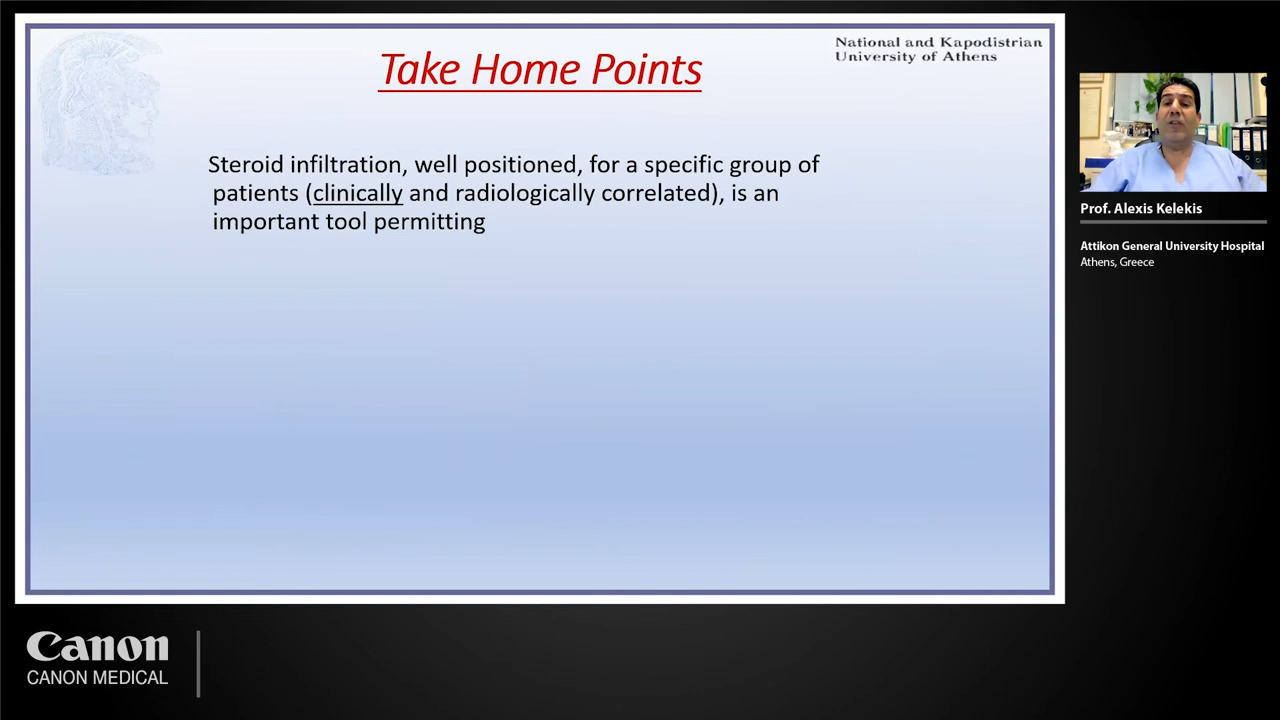 Take Home Points
National and Kapodistrian
University of Athens
Steroid infiltration, well positioned, for a specific group of
patients (clinically and radiologically correlated), is an
important tool permitting
Prof. Alexis Kelekis
Attikon General University Hospital
Athens, Greece
Canon
CANON MEDICAL